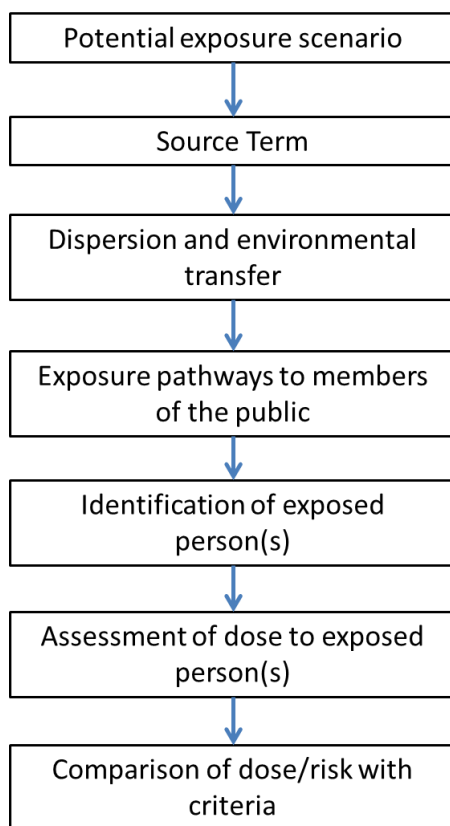 Potential exposure scenario
Source Term
Dispersion and environmental
transfer
Exposure pathways to members
of the public
Identification of exposed
person(s)
Assessment of dose to exposed
person(s)
Comparison of dose/risk with
criteria